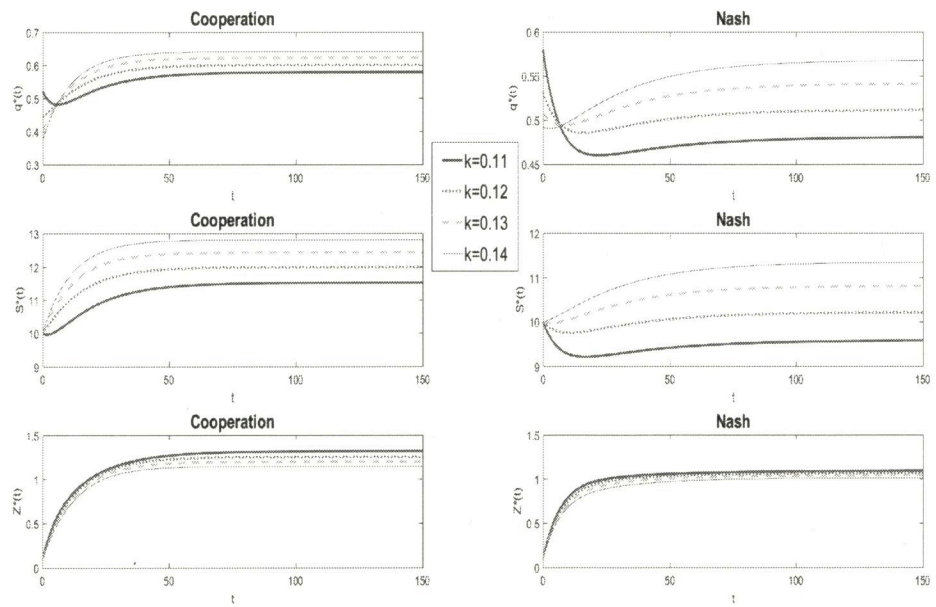 Cooperation
0.7
0.6
0.5
0.4
0.3
q*(t)
0 50 100 150
t
Nash
0.6
0.55
0.5
0.45
q*(t)
0 50 100 150
t
k=0.11
k=0.12
k=0.13
k=0.14
Cooperation
13
12
11
10
9
S*(t)
0 50 100 150
t
Nash
12
11
10
9
S*(t)
0 50 100 150
t
Cooperation
1.5
1
0.5
0
Z*(t)
0 50 100 150
t
Nash
1.5
1
0.5
0
Z*(t)
0 50 100 150
t